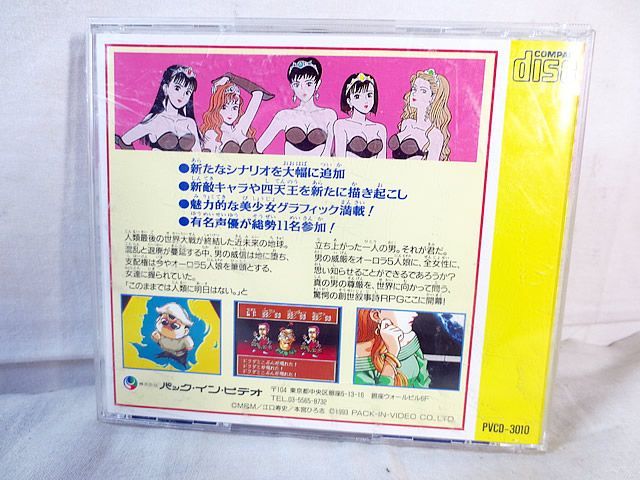 COMPACT
disc
●新たなシナリオを大幅に追加
●新敵キャラや四天王を新たに描き起こし
●魅力的な美少女グラフィック満載！
●有名声優が総勢11名参加！
人類最後の世界大戦が終結した近未来の地球。
混乱と退廃が蔓延する中、男の威信は地に堕ち、
支配権は今やオーロラ5人娘を筆頭とする、
女達に握られていた。
「このままでは人類に明日はない。」と
立ち上がった一人の男。それが君だ。
男の威厳をオーロラ5人娘に、全女性に、
思い知らせることができるであろうか？
真の男の尊厳を、世界に向かって問う、
驚愕の創世叙事詩RPGここに開幕！
株式会社 パック・イン・ビデオ
〒104 東京都中央区銀座6-13-16 銀座ウォールビル6F
TEL.03-5565-8732
©M&M／江口寿史／本宮ひろ志 ©1993 PACK-IN-VIDEO CO.,LTD.
PVCD-3010